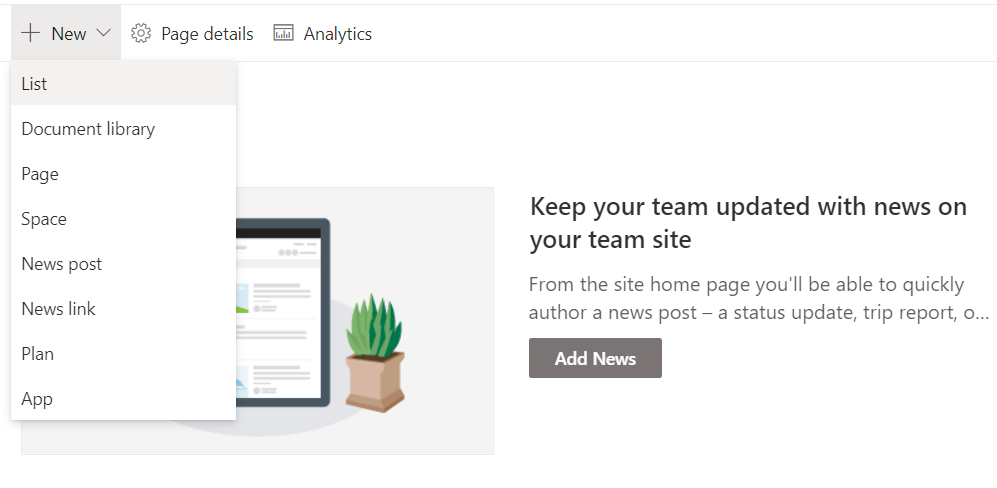 New
Page details
Analytics
List
Document library
Page
Space
News post
News link
Plan
App
Keep your team updated with news on
your team site
From the site home page you'll be able to quickly
author a news post – a status update, trip report, o...
Add News